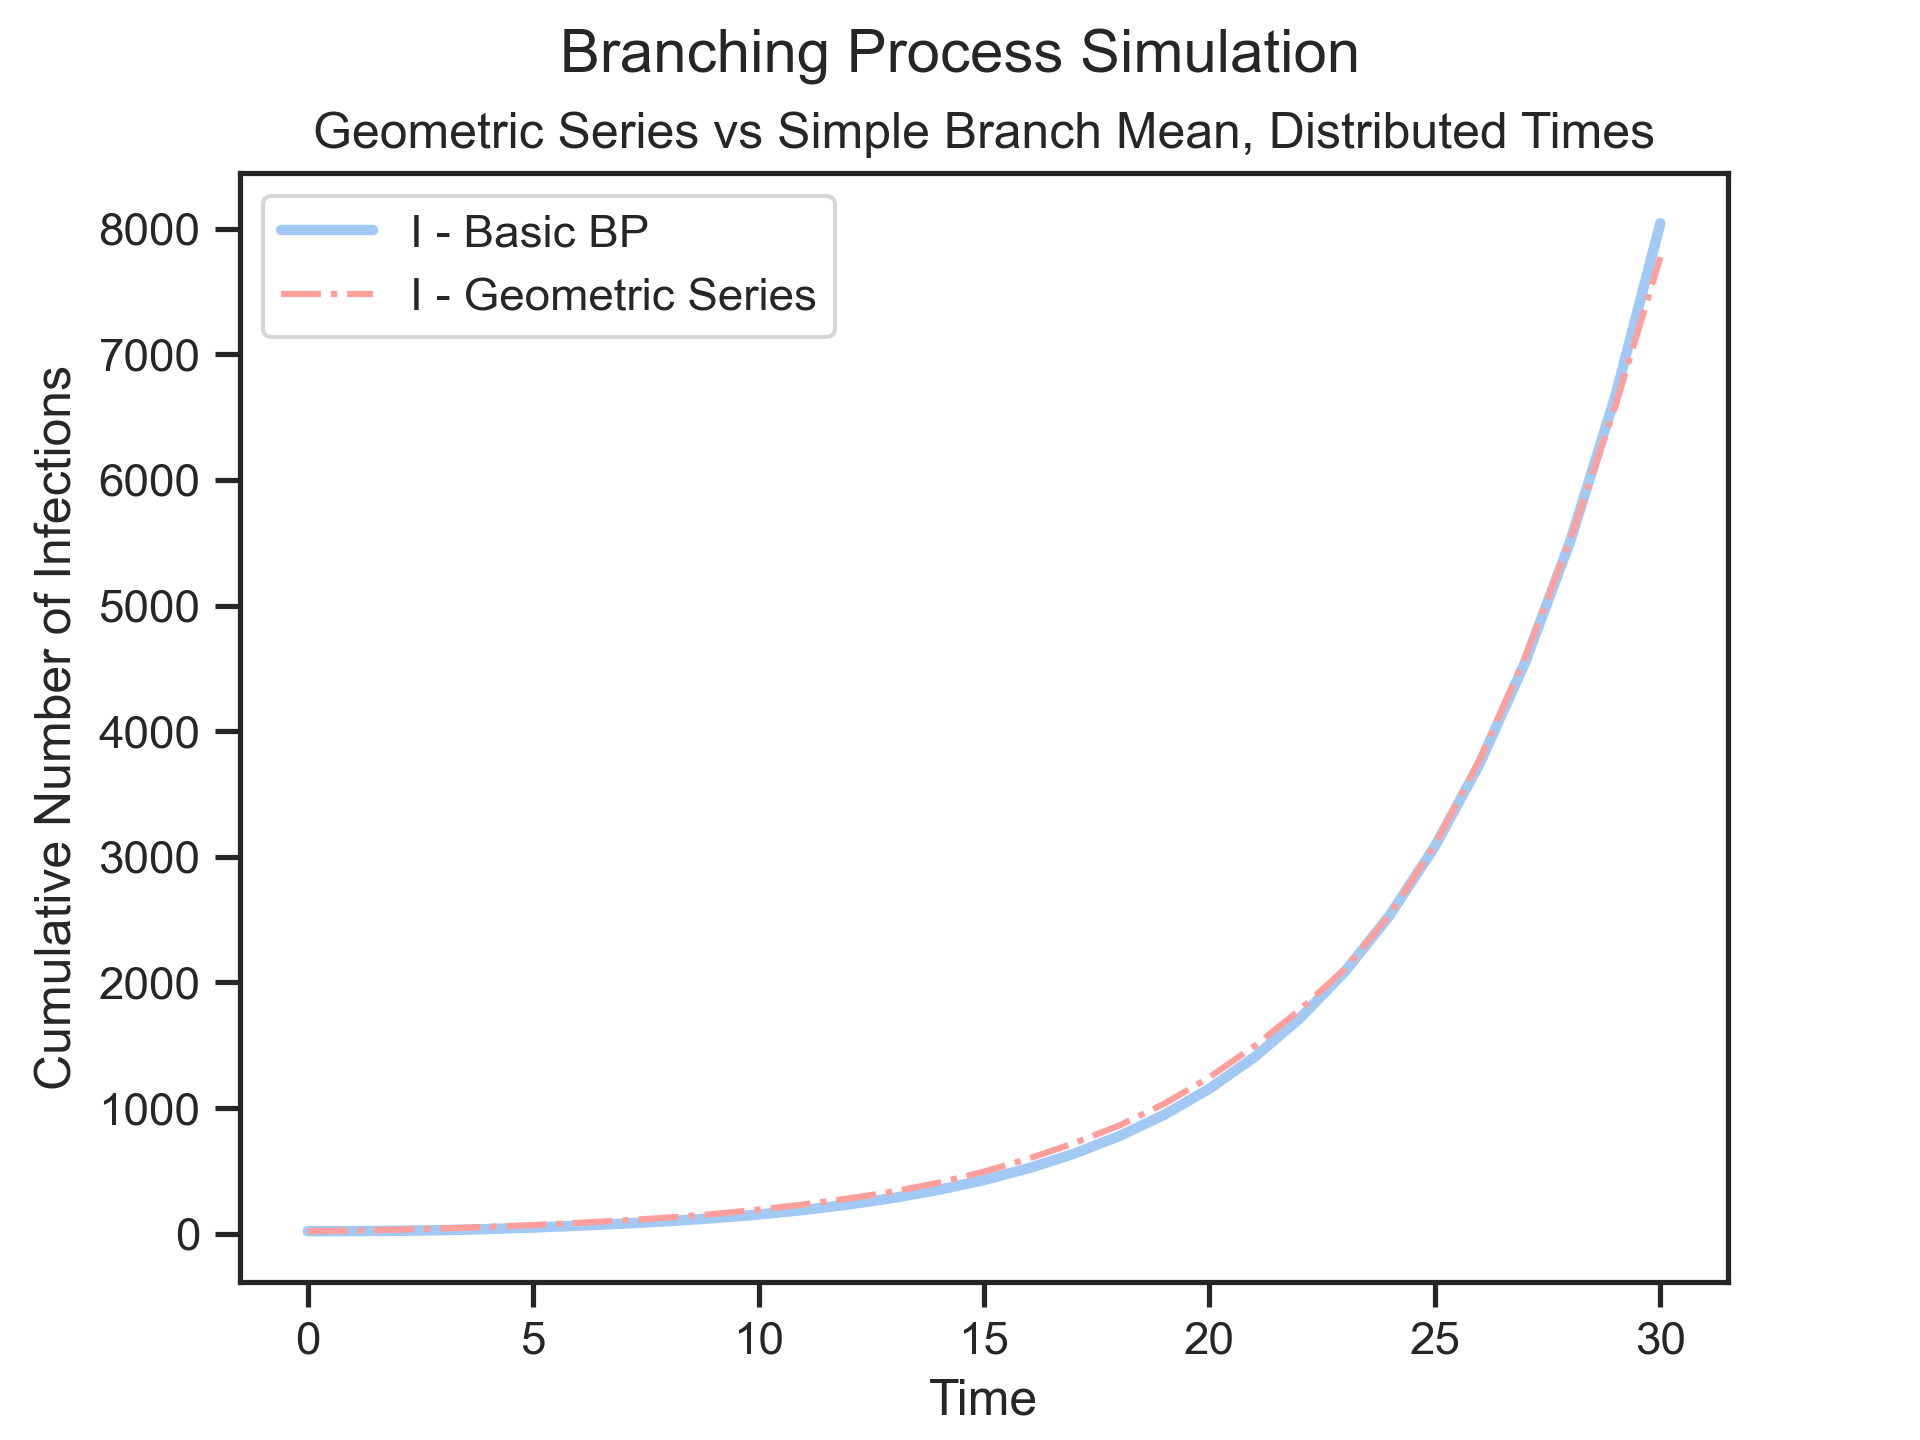 Branching Process Simulation
Geometric Series vs Simple Branch Mean, Distributed Times
I - Basic BP
I - Geometric Series
Cumulative Number of Infections
8000
7000
6000
5000
4000
3000
2000
1000
0
0 5 10 15 20 25 30
Time